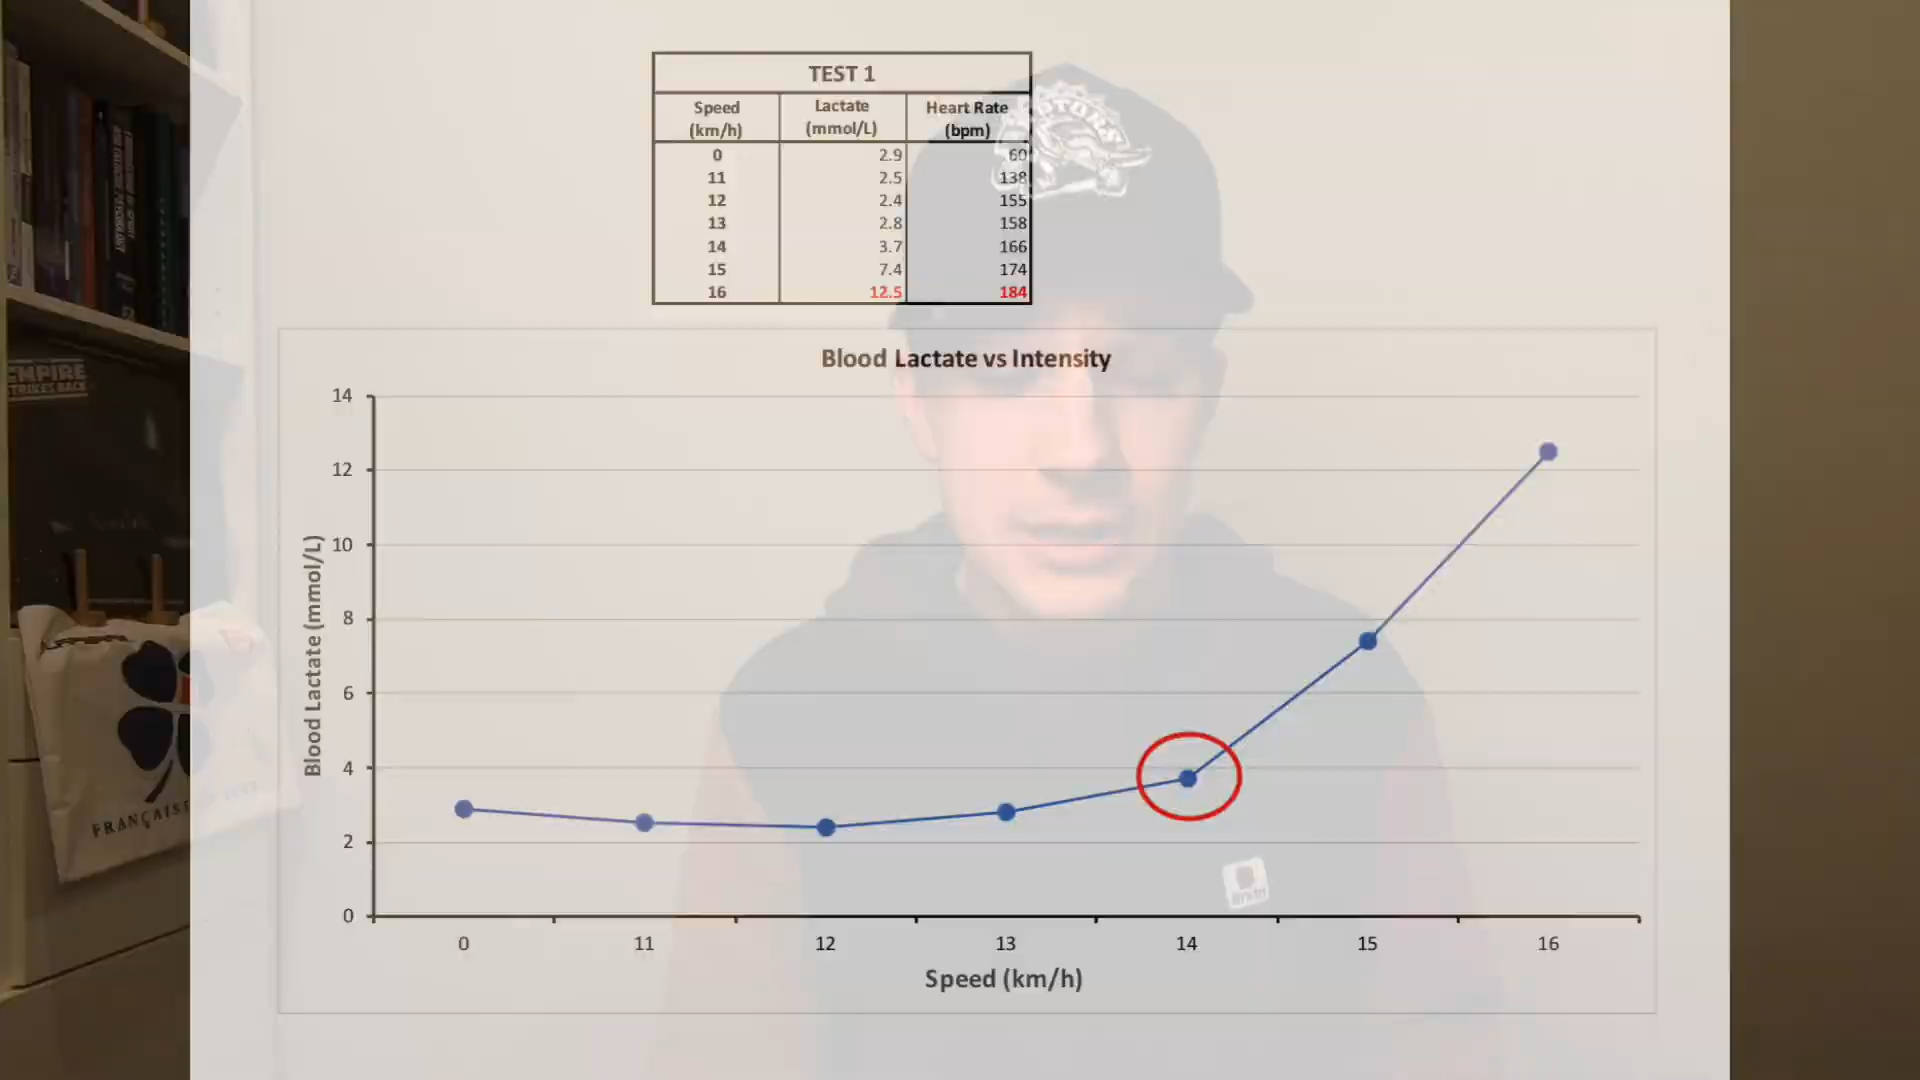 TEST 1
Speed (km/h) Lactate (mmol/L) Heart Rate (bpm)
0 2.9 60
11 2.5 138
12 2.4 155
13 2.8 158
14 3.7 166
15 7.4 174
16 12.5 184
Blood Lactate vs Intensity
Blood Lactate (mmol/L)
14
12
10
8
6
4
2
0
0 11 12 13 14 15 16
Speed (km/h)
EMPIRE
STRIKES BACK
FRANÇAISE